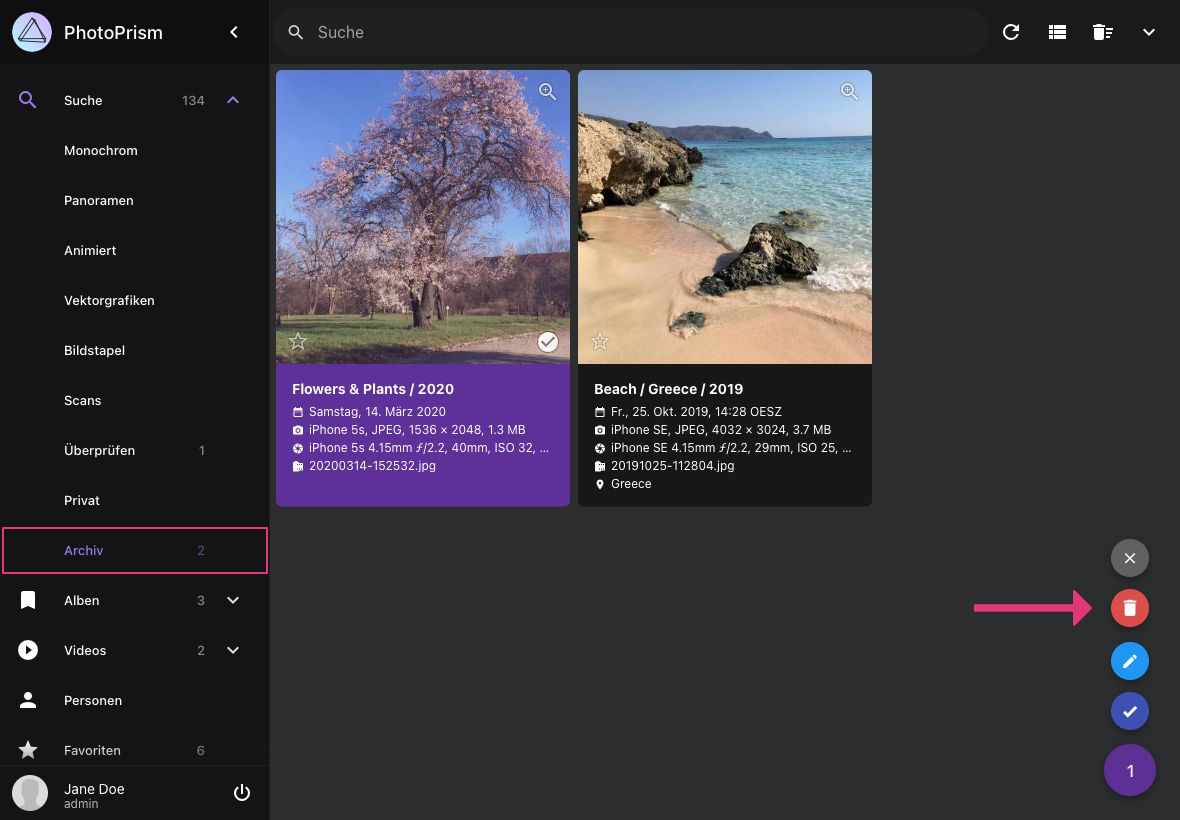 PhotoPrism
Suche
Suche 134
Monochrom
Panoramen
Animiert
Vektorgrafiken
Bildstapel
Scans
Überprüfen 1
Privat
Archiv 2
Alben 3
Videos 2
Personen
Favoriten 6
Jane Doe
admin
Flowers & Plants / 2020
Samstag, 14. März 2020
iPhone 5s, JPEG, 1536 × 2048, 1.3 MB
iPhone 5s 4.15mm ƒ/2.2, 40mm, ISO 32, ...
20200314-152532.jpg
Beach / Greece / 2019
Fr., 25. Okt. 2019, 14:28 OESZ
iPhone SE, JPEG, 4032 × 3024, 3.7 MB
iPhone SE 4.15mm ƒ/2.2, 29mm, ISO 25, ...
20191025-112804.jpg
Greece
1